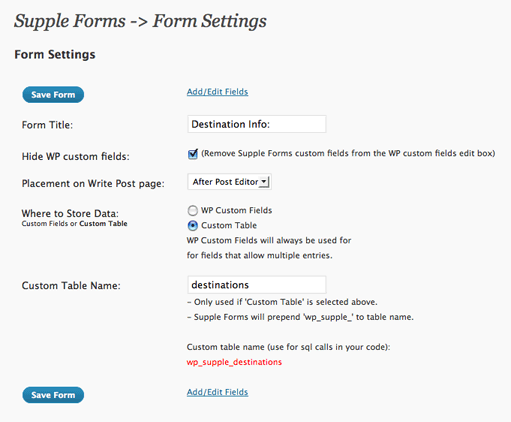 Supple Forms -> Form Settings
Form Settings
Save Form
Add/Edit Fields
Form Title:
Destination Info:
Hide WP custom fields:
(Remove Supple Forms custom fields from the WP custom fields edit box)
Placement on Write Post page:
After Post Editor
Where to Store Data:
Custom Fields or Custom Table
WP Custom Fields
Custom Table
WP Custom Fields will always be used for
for fields that allow multiple entries.
Custom Table Name:
destinations
- Only used if 'Custom Table' is selected above.
- Supple Forms will prepend 'wp_supple_' to table name.
Custom table name (use for sql calls in your code):
wp_supple_destinations
Save Form
Add/Edit Fields